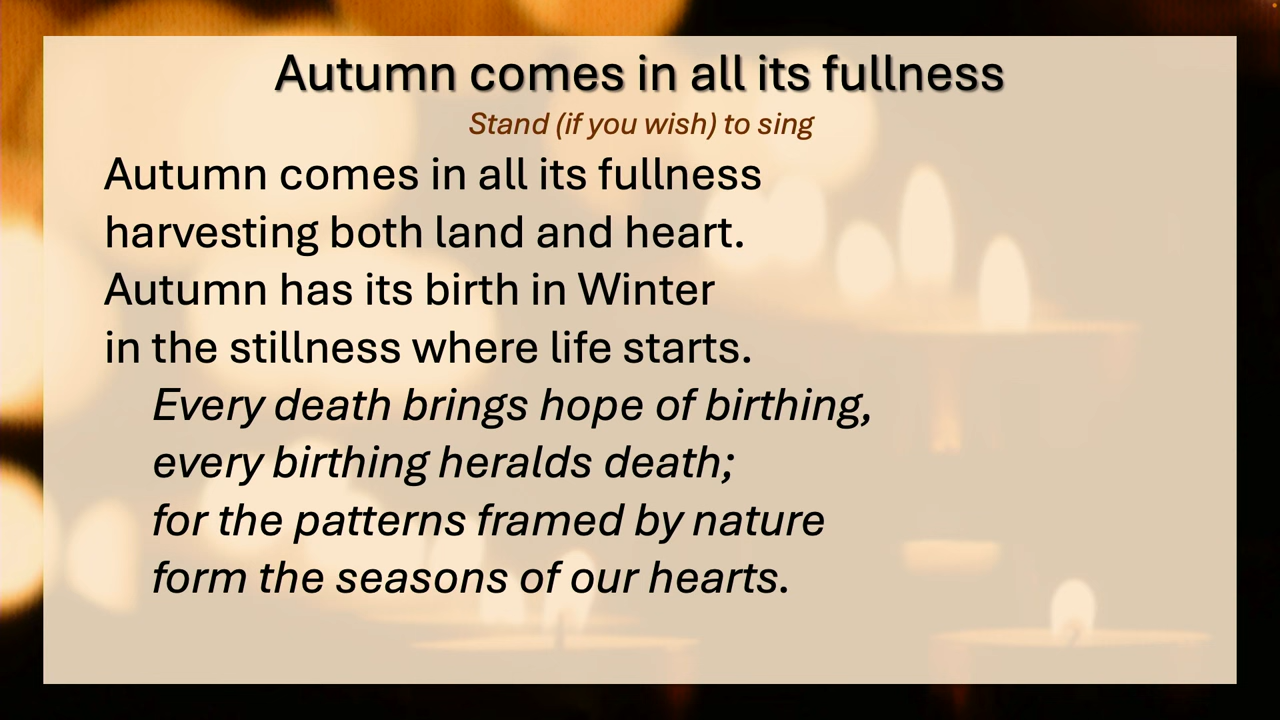 Autumn comes in all its fullness
Stand (if you wish) to sing
Autumn comes in all its fullness
harvesting both land and heart.
Autumn has its birth in Winter
in the stillness where life starts.
Every death brings hope of birthing,
every birthing heralds death;
for the patterns framed by nature
form the seasons of our hearts.